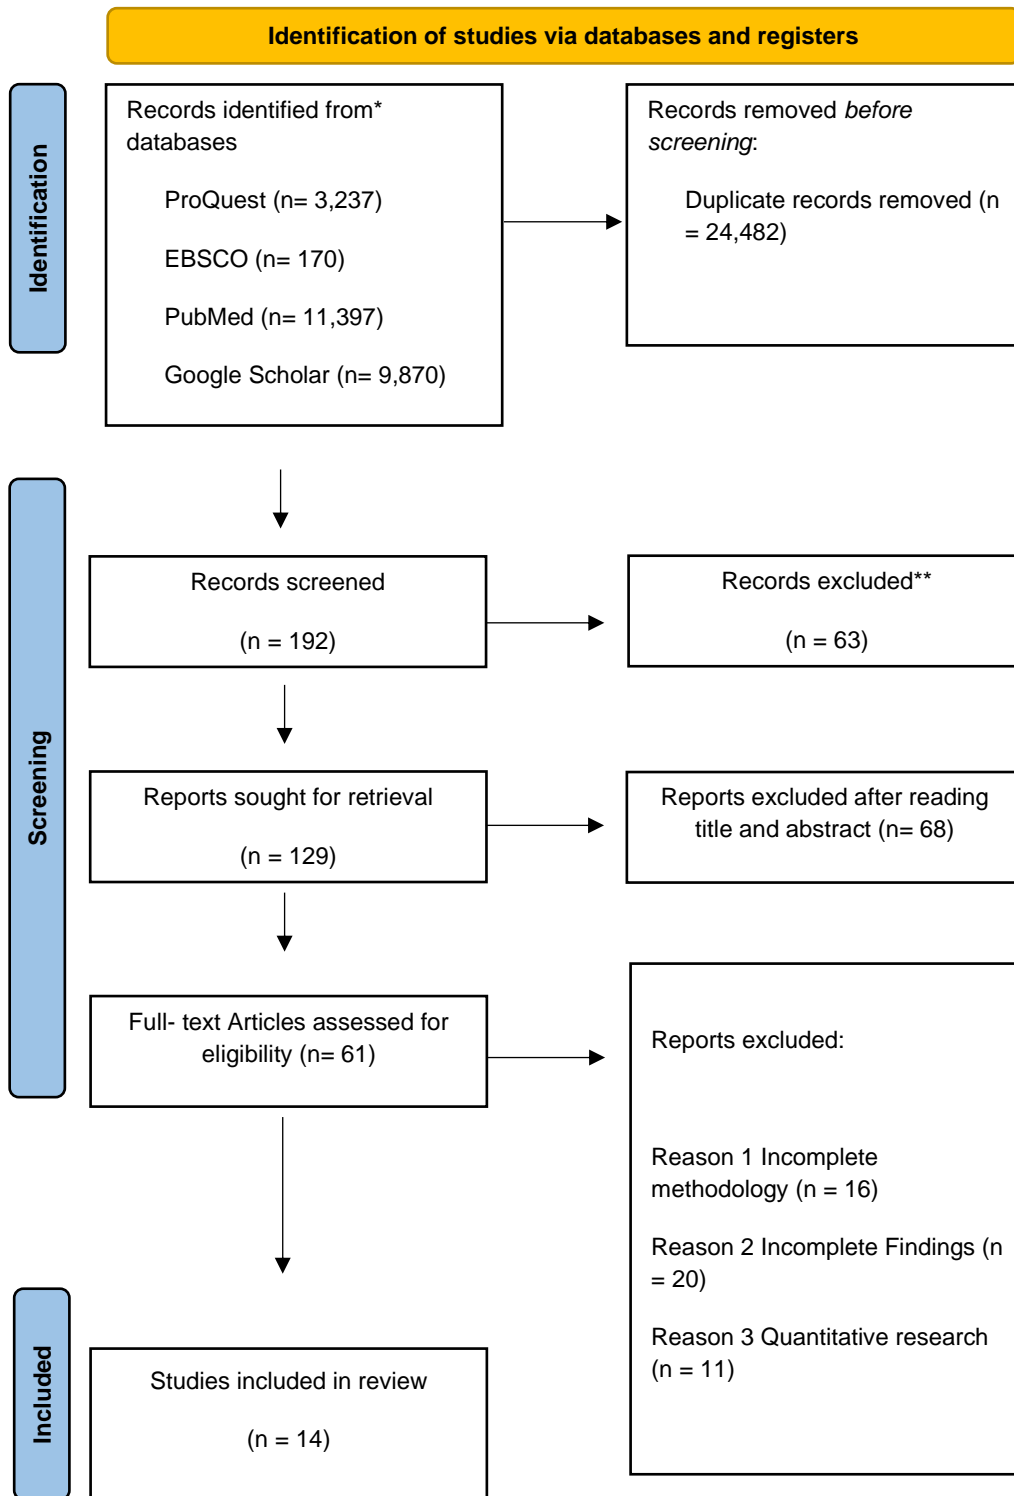 Identification of studies via databases and registers
Identification
Records identified from*
databases
ProQuest (n= 3,237)
EBSCO (n= 170)
PubMed (n= 11,397)
Google Scholar (n= 9,870)
Records removed before
screening:
Duplicate records removed (n
= 24,482)
Screening
Records screened
(n = 192)
Records excluded**
(n = 63)
Reports sought for retrieval
(n = 129)
Reports excluded after reading
title and abstract (n= 68)
Full- text Articles assessed for
eligibility (n= 61)
Reports excluded:
Reason 1 Incomplete
methodology (n = 16)
Reason 2 Incomplete Findings (n
= 20)
Reason 3 Quantitative research
(n = 11)
Included
Studies included in review
(n = 14)